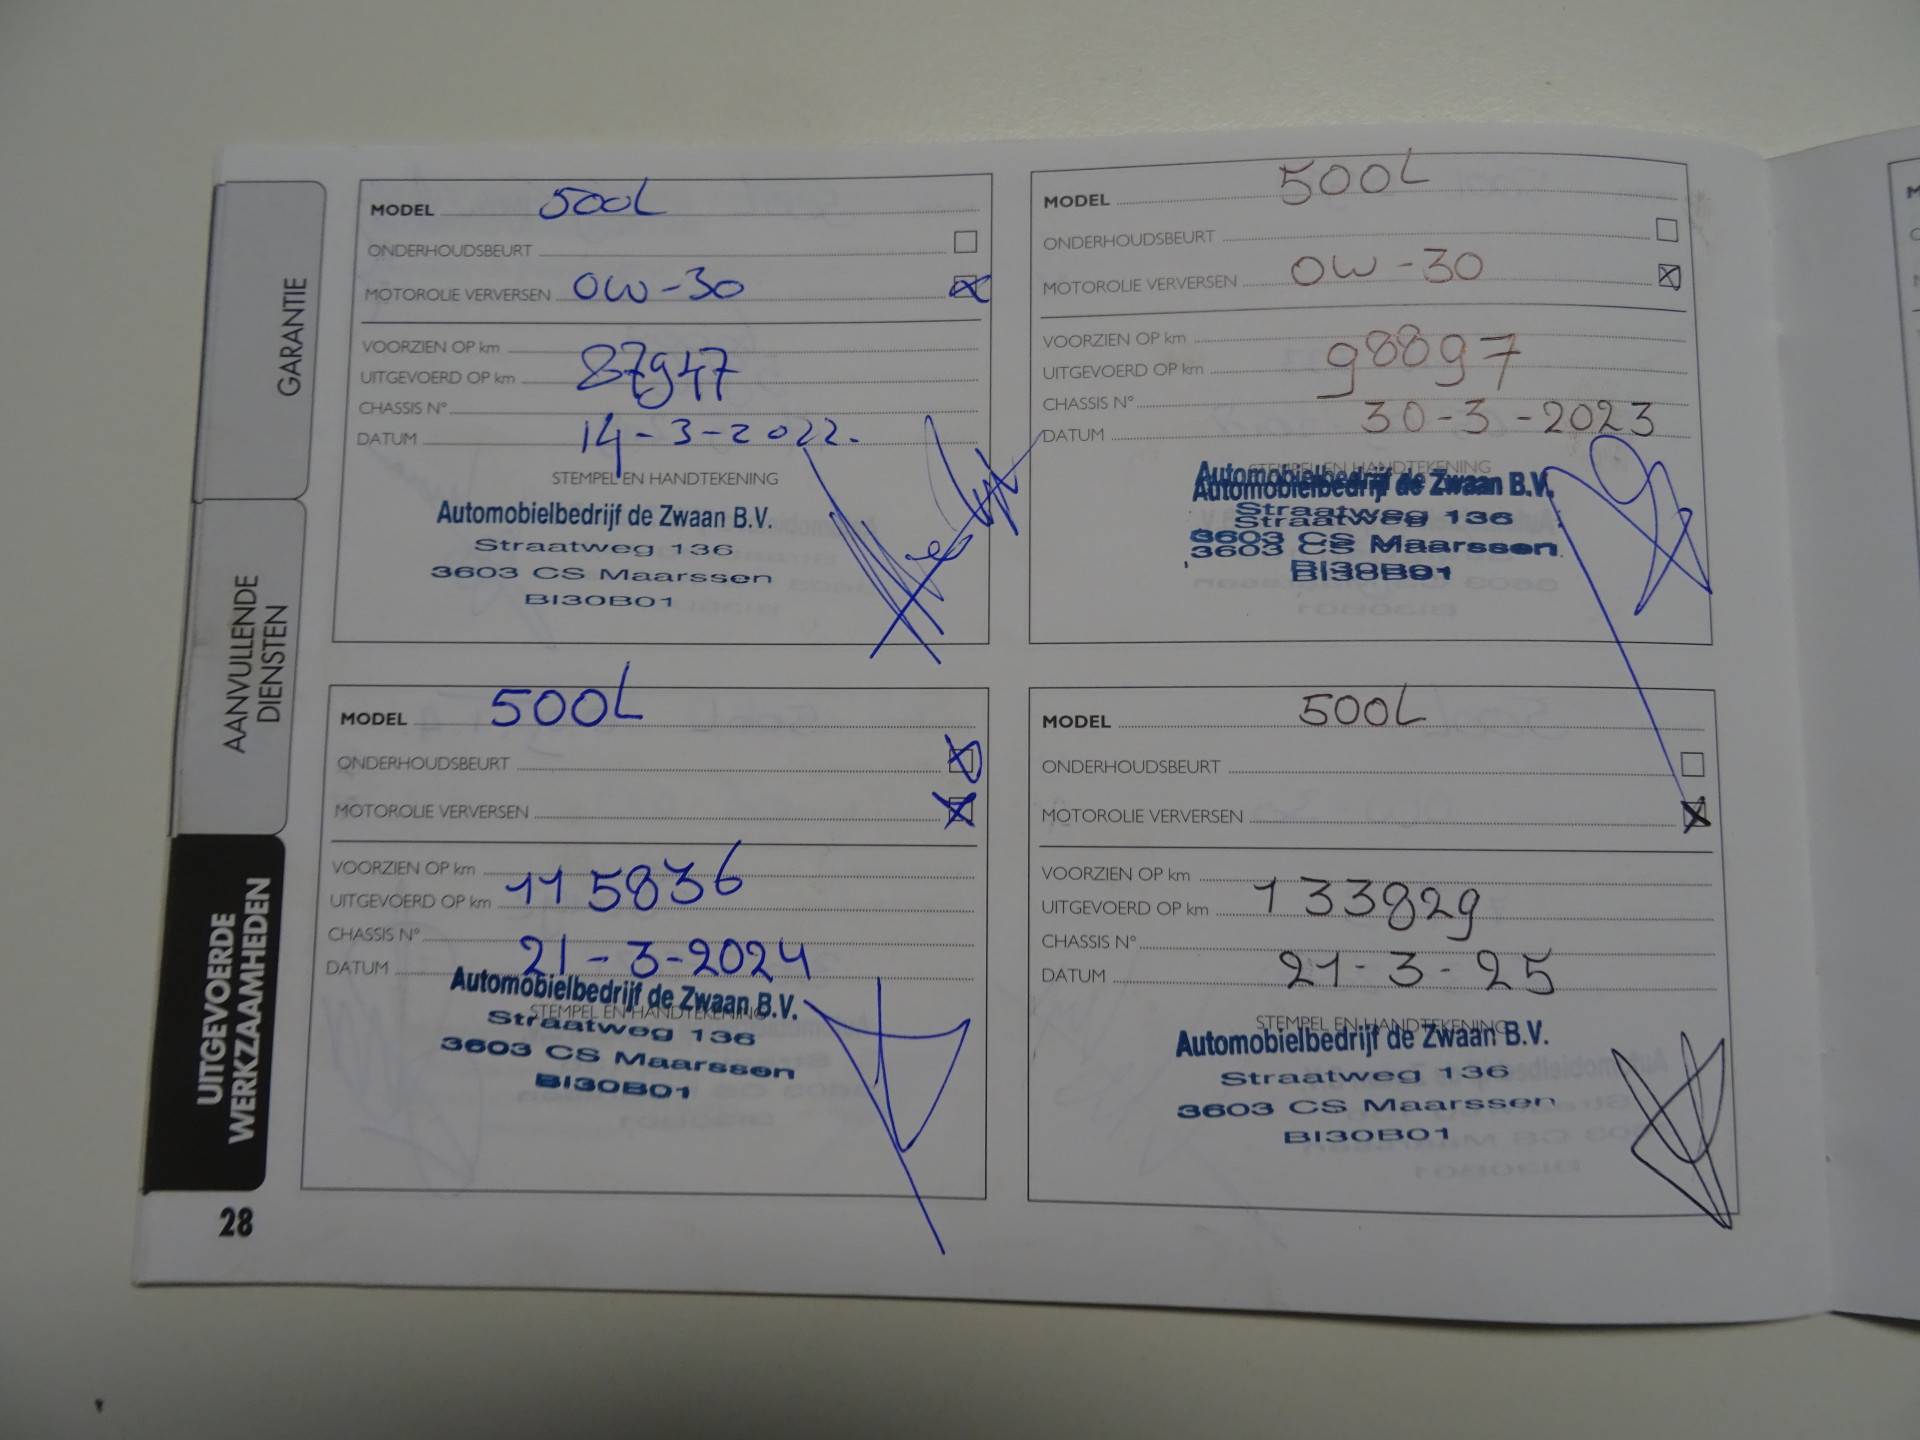 GARANTIE
AANVULLENDE
DIENSTEN
UITGEVOERDE
WERKZAAMHEDEN
28
MODEL 500L
ONDERHOUDSBEURT
MOTOROLIE VERVERSEN 0W-30
VOORZIEN OP km
UITGEVOERD OP km 87947
CHASSIS N°
DATUM 14-3-2022.
STEMPEL EN HANDTEKENING
Automobielbedrijf de Zwaan B.V.
Straatweg 136
3603 CS Maarssen
BI30B01
MODEL 500L
ONDERHOUDSBEURT
MOTOROLIE VERVERSEN 0W-30
VOORZIEN OP km
UITGEVOERD OP km 98897
CHASSIS N°
DATUM 30-3-2023
STEMPEL EN HANDTEKENING
Automobielbedrijf de Zwaan B.V.
Straatweg 136
3603 CS Maarssen
BI30B01
MODEL 500L
ONDERHOUDSBEURT
MOTOROLIE VERVERSEN
VOORZIEN OP km
UITGEVOERD OP km 115836
CHASSIS N°
DATUM 21-3-2024
STEMPEL EN HANDTEKENING
Automobielbedrijf de Zwaan B.V.
Straatweg 136
3603 CS Maarssen
BI30B01
MODEL 500L
ONDERHOUDSBEURT
MOTOROLIE VERVERSEN
VOORZIEN OP km
UITGEVOERD OP km 133829
CHASSIS N°
DATUM 21-3-25
STEMPEL EN HANDTEKENING
Automobielbedrijf de Zwaan B.V.
Straatweg 136
3603 CS Maarssen
BI30B01